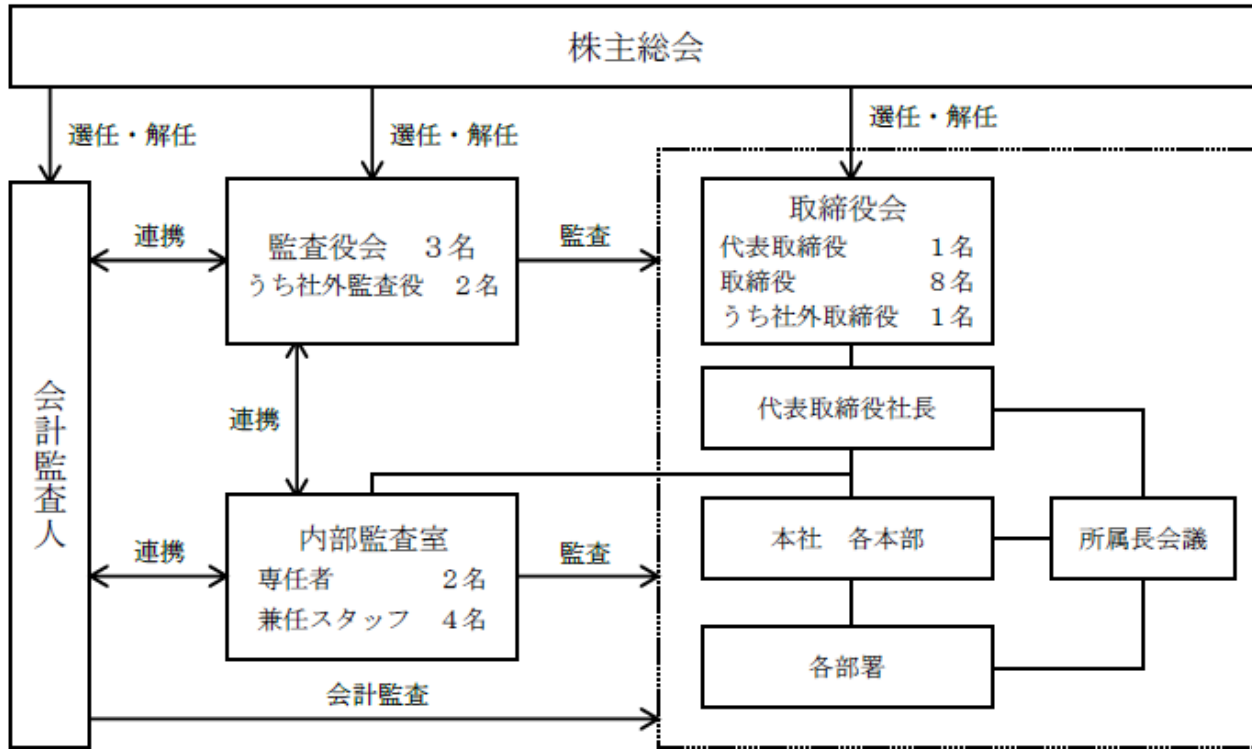 株主総会
選任・解任
選任・解任
選任・解任
会計監査人
連携
監査役会　３名
うち社外監査役　２名
監査
取締役会
代表取締役　１名
取締役　８名
うち社外取締役　１名
代表取締役社長
連携
連携
内部監査室
専任者　２名
兼任スタッフ　４名
監査
本社　各本部
所属長会議
各部署
会計監査